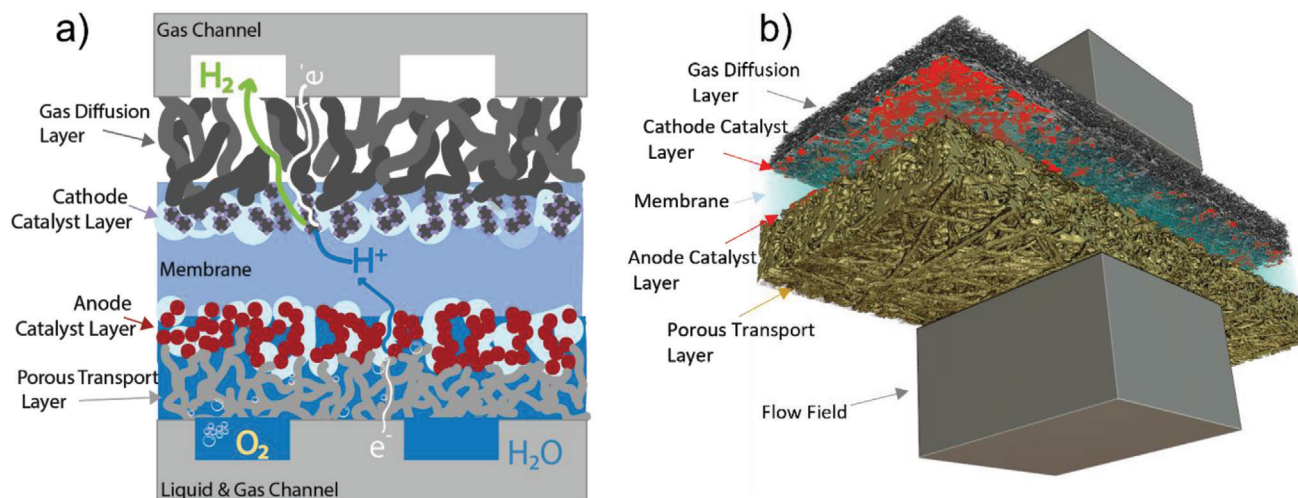 a)
Gas Channel
H₂
e⁻
Gas Diffusion
Layer
Cathode
Catalyst Layer
H⁺
Membrane
Anode
Catalyst Layer
Porous Transport
Layer
O₂
e⁻
H₂O
Liquid & Gas Channel
b)
Gas Diffusion
Layer
Cathode Catalyst
Layer
Membrane
Anode Catalyst
Layer
Porous Transport
Layer
Flow Field